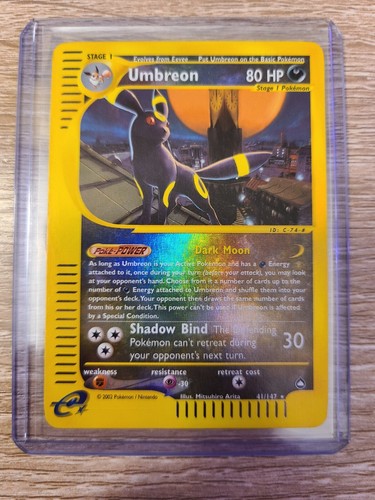 STAGE 1
Evolves from Eevee Put Umbreon on the Basic Pokémon
Umbreon 80 HP
Stage 1 Pokémon
ID: C-74-#
Poké-POWER Dark Moon
As long as Umbreon is your Active Pokémon and has a Energy
attached to it, once during your turn (before your attack), you may look
at your opponent's hand. Choose from it a number of cards up to the
number of Energy attached to Umbreon and shuffle them into your
opponent's deck. Your opponent then draws the same number of cards
from his or her deck. This power can't be used if Umbreon is affected
by a Special Condition.
Shadow Bind The Defending
Pokémon can't retreat during
your opponent's next turn.
30
weakness resistance retreat cost
-30
e
© 2002 Pokémon / Nintendo Illus. Mitsuhiro Arita 41/147 ★